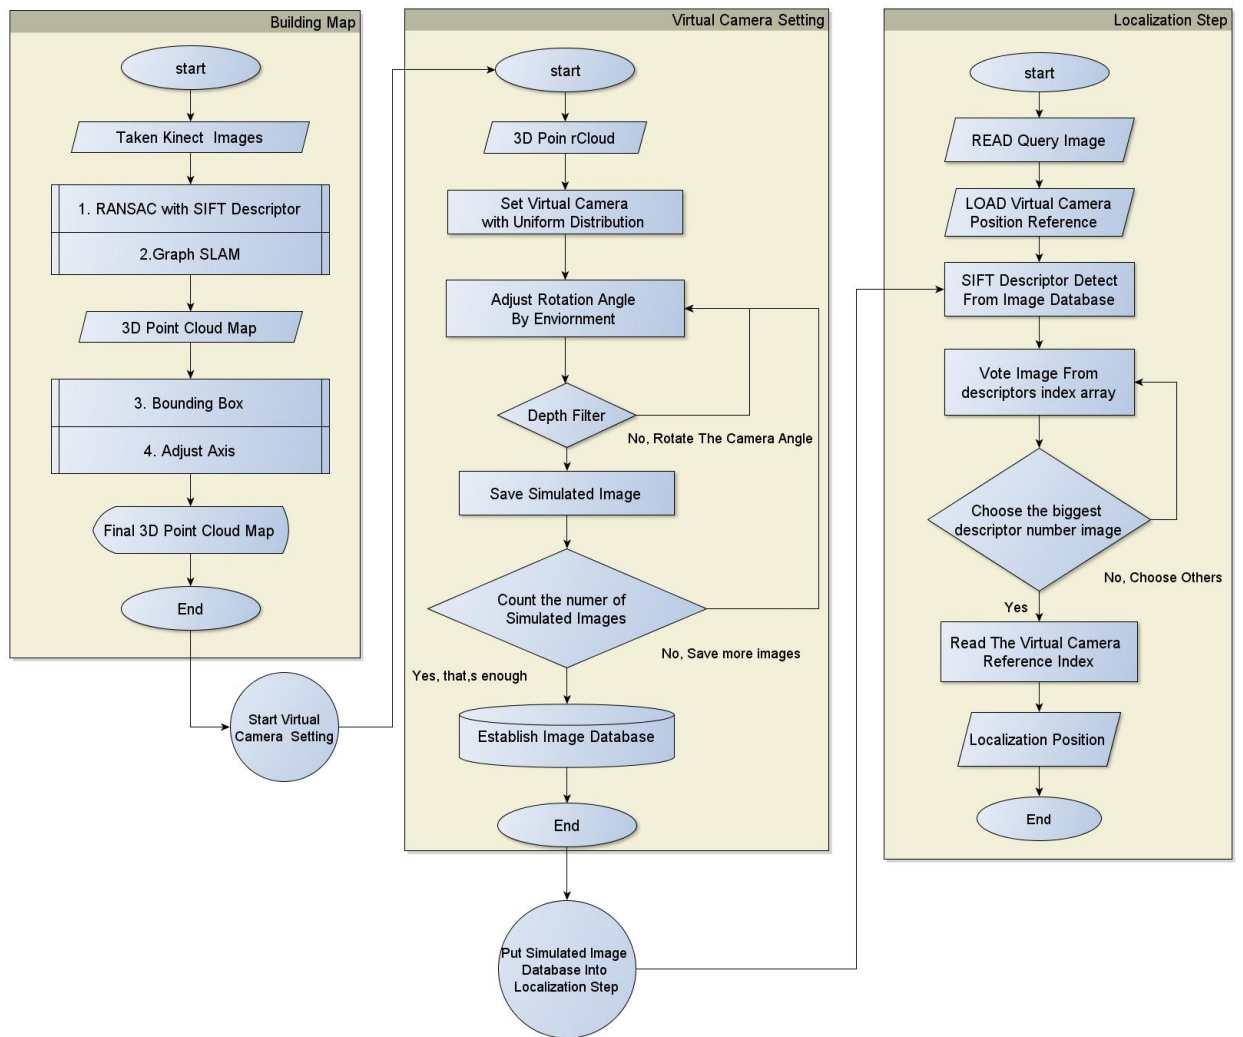 Building Map
start
Taken Kinect  Images
1. RANSAC with SIFT Descriptor
2.Graph SLAM
3D Point Cloud Map
3. Bounding Box
4. Adjust Axis
Final 3D Point Cloud Map
End
Start Virtual
Camera  Setting
Virtual Camera Setting
start
3D Poin rCloud
Set Virtual Camera
with Uniform Distribution
Adjust Rotation Angle
By Enviornment
Depth Filter
No, Rotate The Camera Angle
Save Simulated Image
Count the numer of
Simulated Images
No, Save more images
Yes, that,s enough
Establish Image Database
End
Put Simulated Image
Database Into
Localization Step
Localization Step
start
READ Query Image
LOAD Virtual Camera
Position Reference
SIFT Descriptor Detect
From Image Database
Vote Image From
descriptors index array
Choose the biggest
descriptor number image
No, Choose Others
Yes
Read The Virtual Camera
Reference Index
Localization Position
End